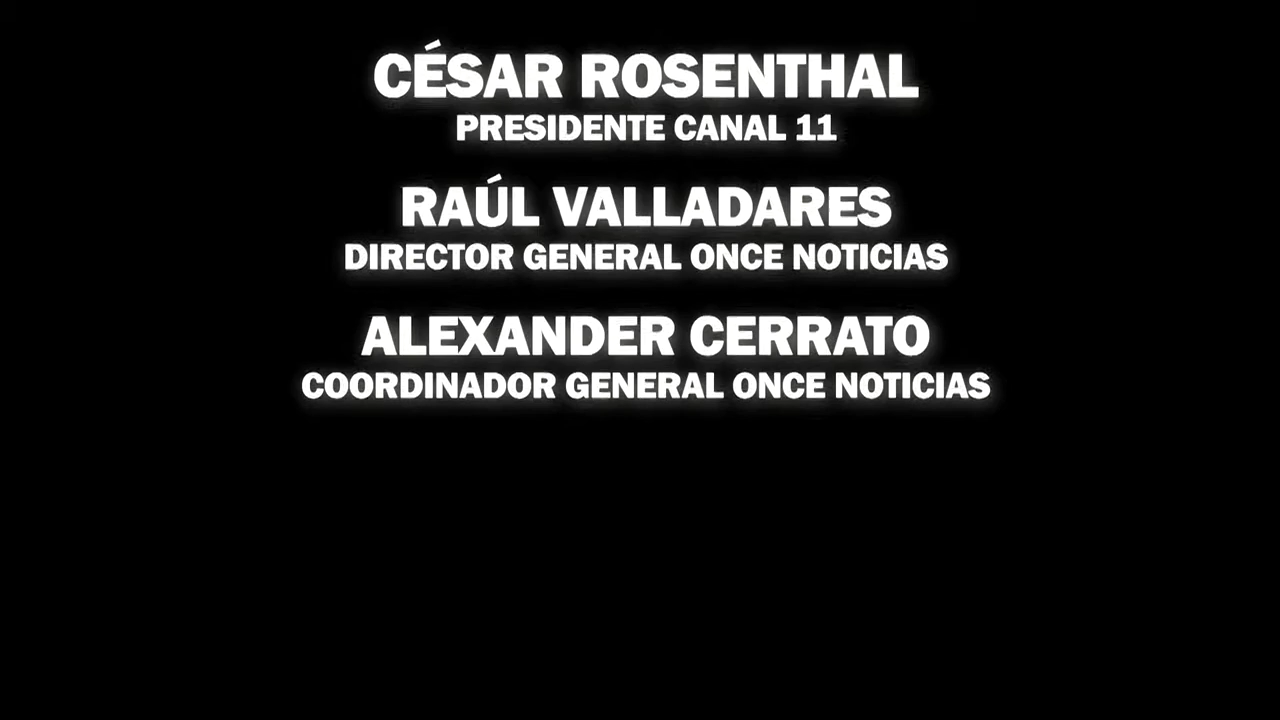 CÉSAR ROSENTHAL
PRESIDENTE CANAL 11
RAÚL VALLADARES
DIRECTOR GENERAL ONCE NOTICIAS
ALEXANDER CERRATO
COORDINADOR GENERAL ONCE NOTICIAS